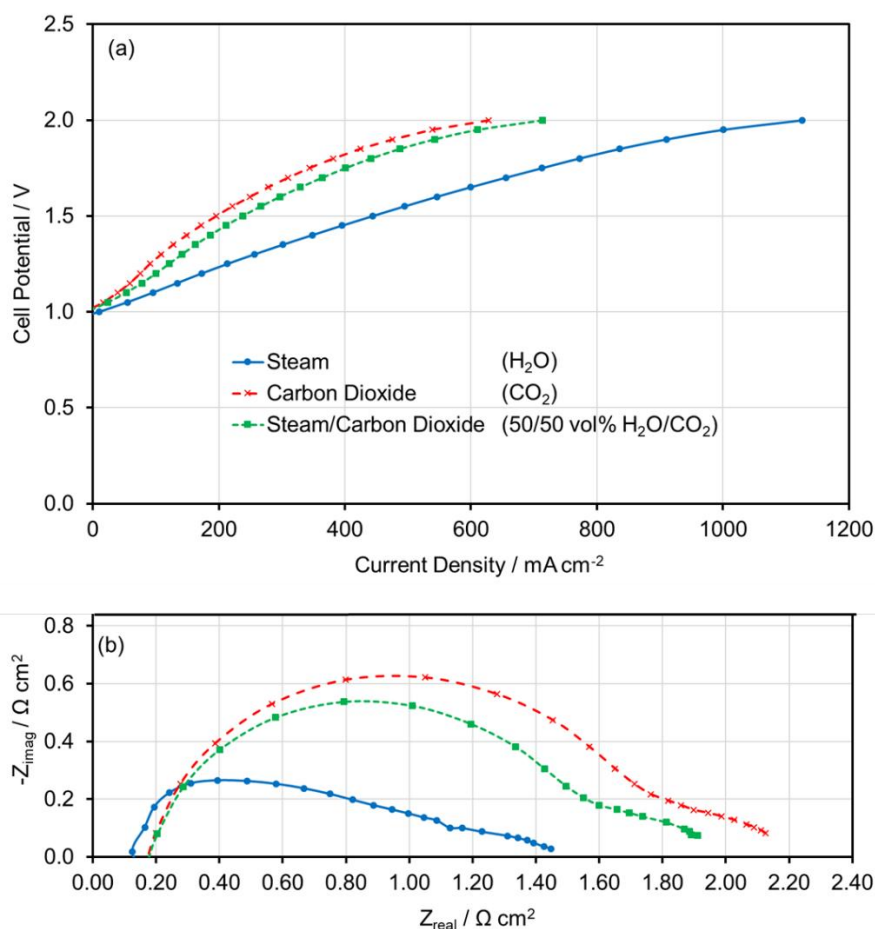 (a)
Cell Potential / V
2.5
2.0
1.5
1.0
0.5
0.0
Steam (H₂O)
Carbon Dioxide (CO₂)
Steam/Carbon Dioxide (50/50 vol% H₂O/CO₂)
0 200 400 600 800 1000 1200
Current Density / mA cm⁻²
(b)
-Z_imag / Ω cm²
0.8
0.6
0.4
0.2
0.0
0.00 0.20 0.40 0.60 0.80 1.00 1.20 1.40 1.60 1.80 2.00 2.20 2.40
Z_real / Ω cm²